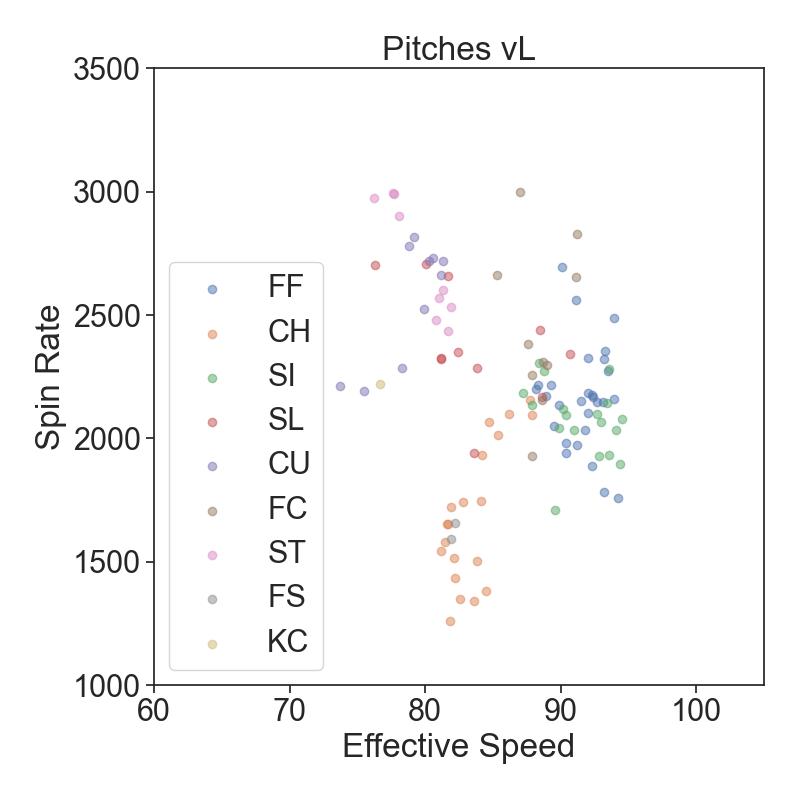 Pitches vL
3500
3000
2500
2000
1500
1000
Spin Rate
FF
CH
SI
SL
CU
FC
ST
FS
KC
60 70 80 90 100
Effective Speed